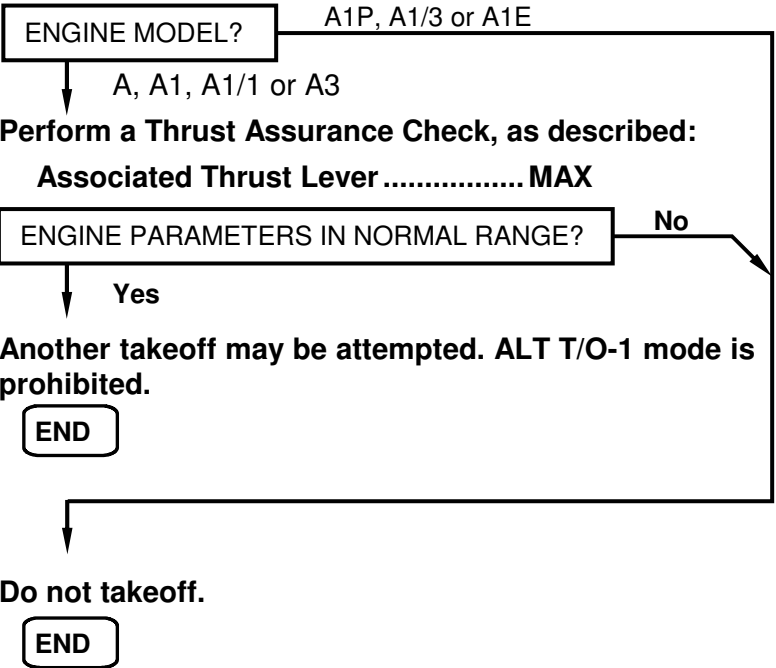 A1P, A1/3 or A1E
ENGINE MODEL?
A, A1, A1/1 or A3
Perform a Thrust Assurance Check, as described:
Associated Thrust Lever ................. MAX
ENGINE PARAMETERS IN NORMAL RANGE?
No
Yes
Another takeoff may be attempted. ALT T/O-1 mode is
prohibited.
END
Do not takeoff.
END